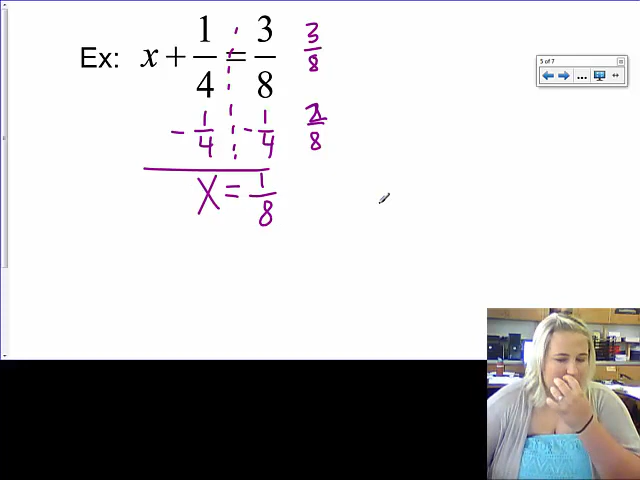 5 of 7
Ex: x + 1/4 = 3/8 3/8
- 1/4 - 1/4 2/8
x = 1/8